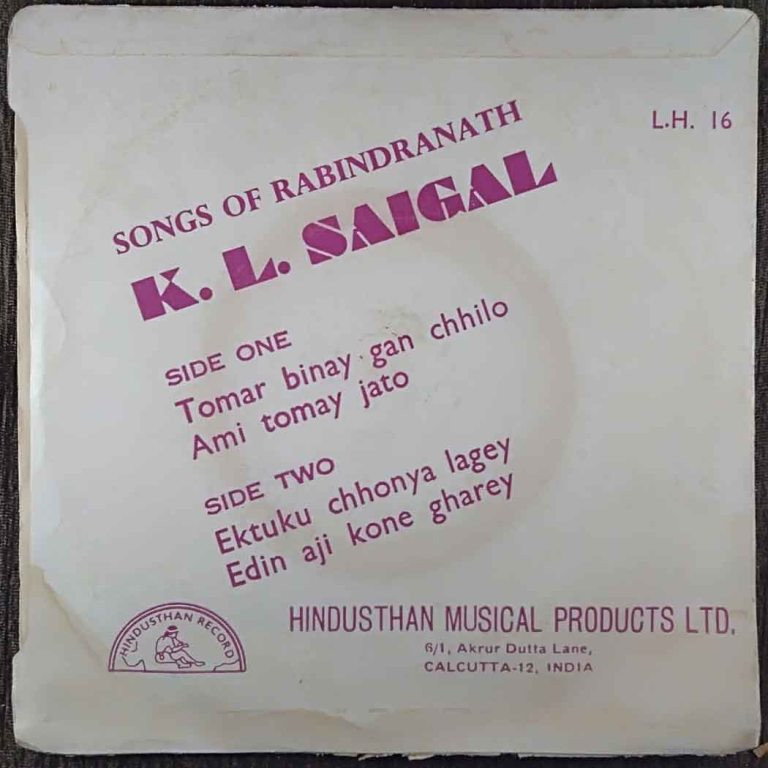 L.H. 16
SONGS OF RABINDRANATH
K. L. SAIGAL
SIDE ONE
Tomar binay gan chhilo
Ami tomay jato
SIDE TWO
Ektuku chhonya lagey
Edin aji kone gharey
HINDUSTHAN RECORD
HINDUSTHAN MUSICAL PRODUCTS LTD.
6/1, Akrur Dutta Lane,
CALCUTTA-12, INDIA